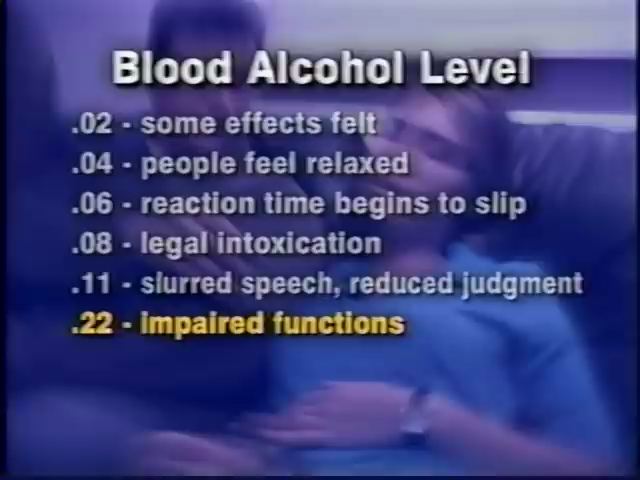 Blood Alcohol Level
.02 - some effects felt
.04 - people feel relaxed
.06 - reaction time begins to slip
.08 - legal intoxication
.11 - slurred speech, reduced judgment
.22 - impaired functions